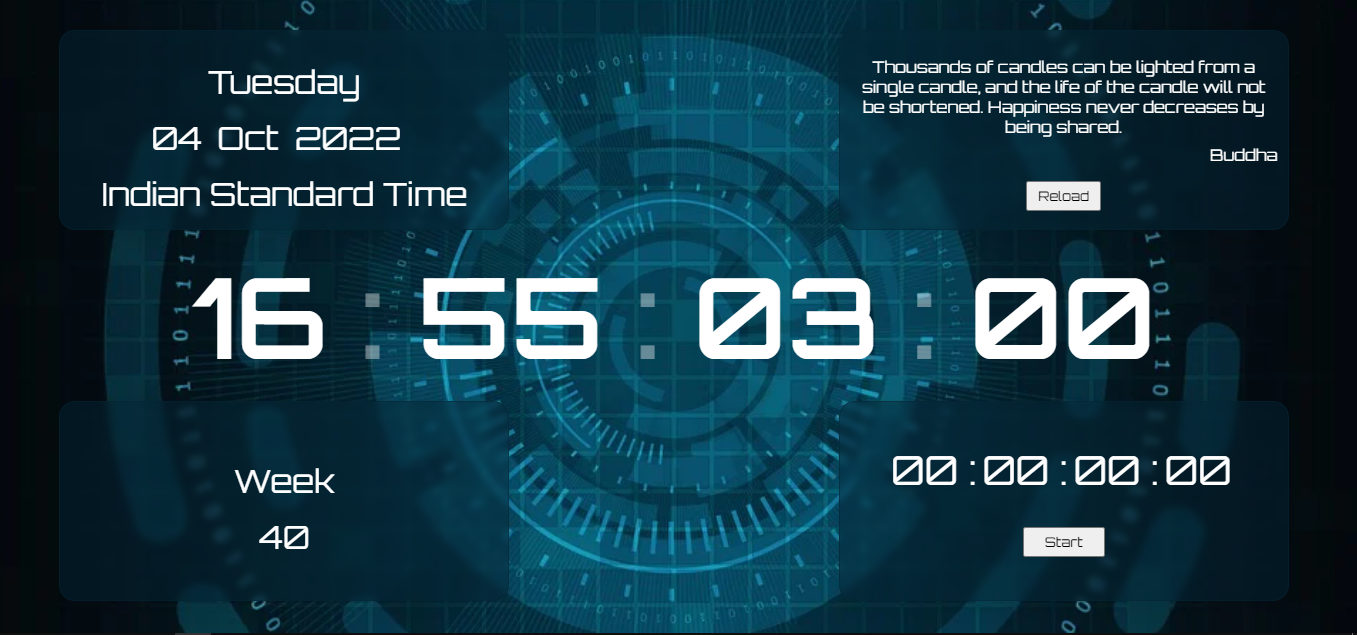 Tuesday
04 Oct 2022
Indian Standard Time
Thousands of candles can be lighted from a
single candle, and the life of the candle will not
be shortened. Happiness never decreases by
being shared.
Buddha
Reload
16 : 55 : 03 : 00
Week
40
00 : 00 : 00 : 00
Start